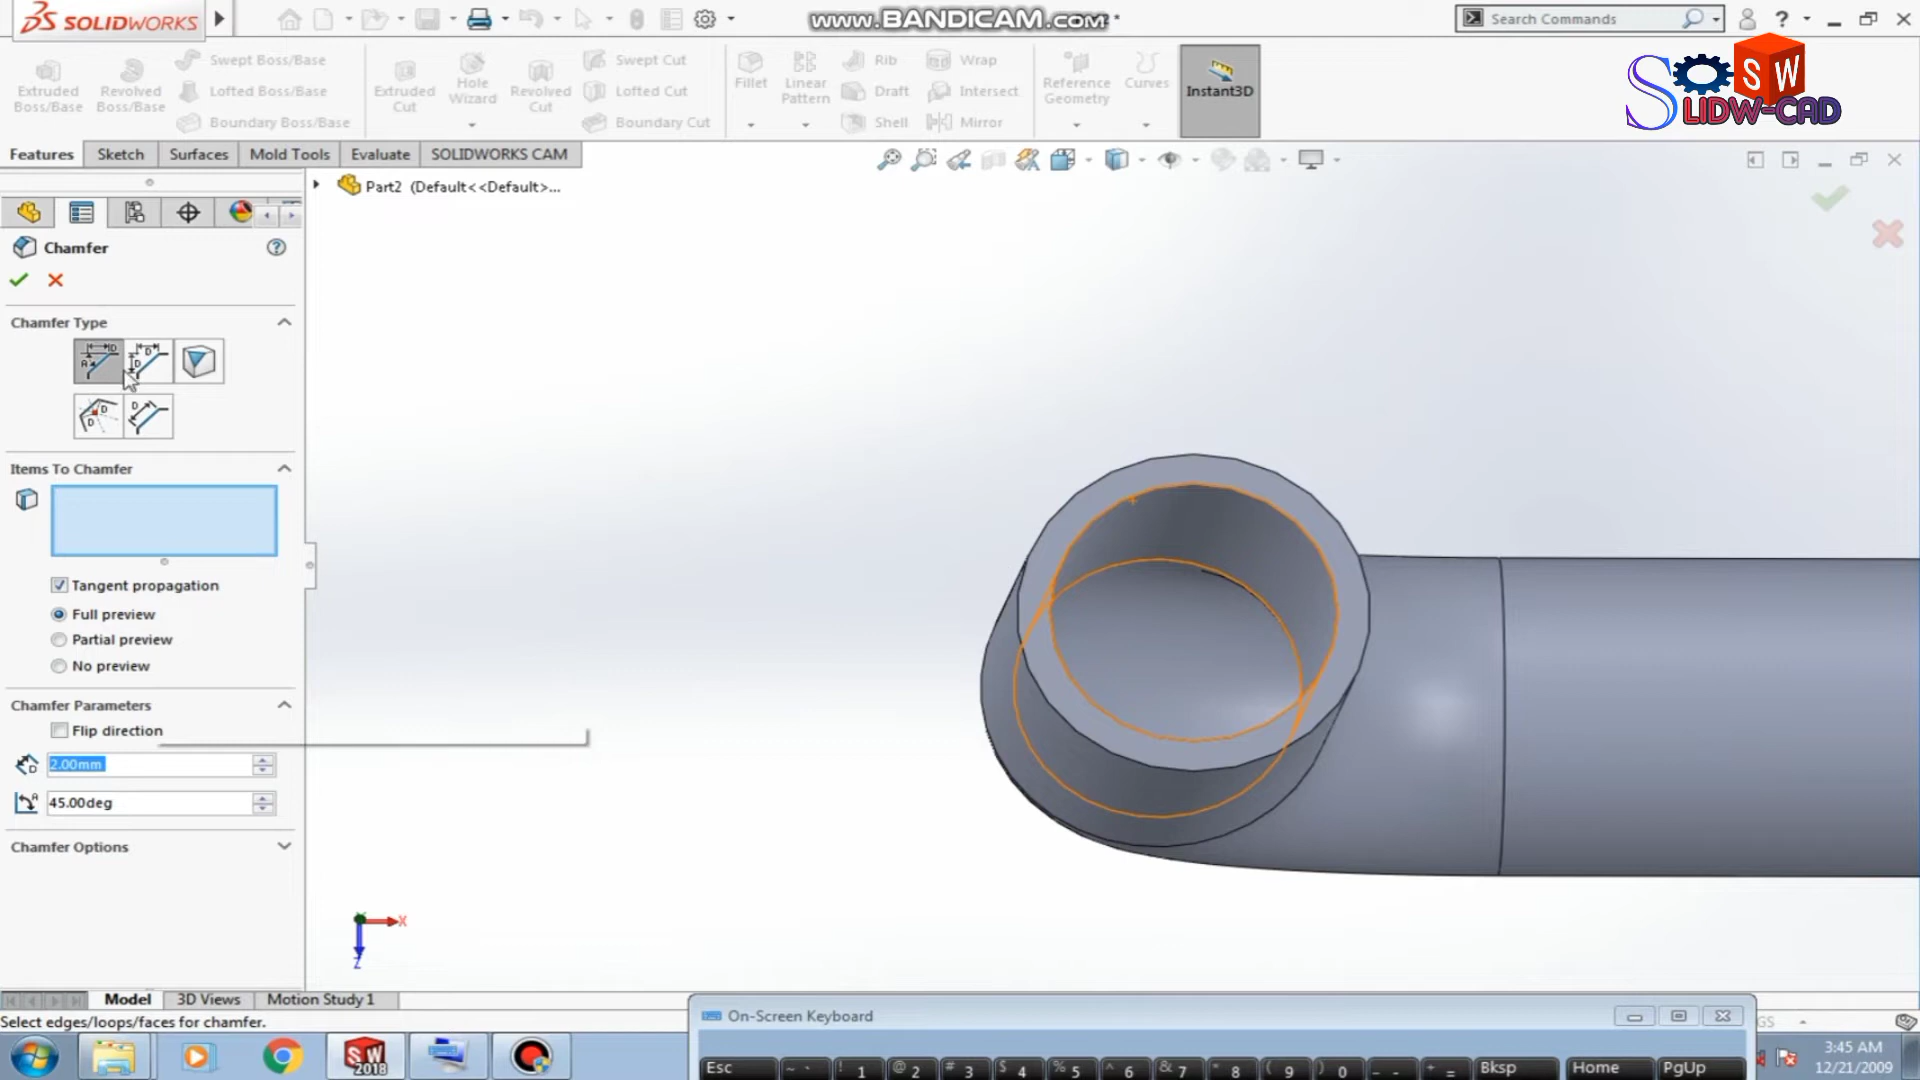 SOLIDWORKS
www.BANDICAM.com *
Search Commands
?
SW
SOLIDW-CAD
Extruded Boss/Base
Revolved Boss/Base
Swept Boss/Base
Lofted Boss/Base
Boundary Boss/Base
Extruded Cut
Hole Wizard
Revolved Cut
Swept Cut
Lofted Cut
Boundary Cut
Fillet
Linear Pattern
Rib
Draft
Shell
Wrap
Intersect
Mirror
Reference Geometry
Curves
Instant3D
Features
Sketch
Surfaces
Mold Tools
Evaluate
SOLIDWORKS CAM
Part2 (Default<<Default>...
Chamfer
?
Chamfer Type
Items To Chamfer
Tangent propagation
Full preview
Partial preview
No preview
Chamfer Parameters
Flip direction
2.00mm
45.00deg
Chamfer Options
X
Z
Model
3D Views
Motion Study 1
Select edges/loops/faces for chamfer.
GS
On-Screen Keyboard
Esc
~ `
! 1
@ 2
# 3
$ 4
% 5
^ 6
& 7
* 8
( 9
) 0
_ -
+ =
Bksp
Home
PgUp
SW 2018
3:45 AM
12/21/2009